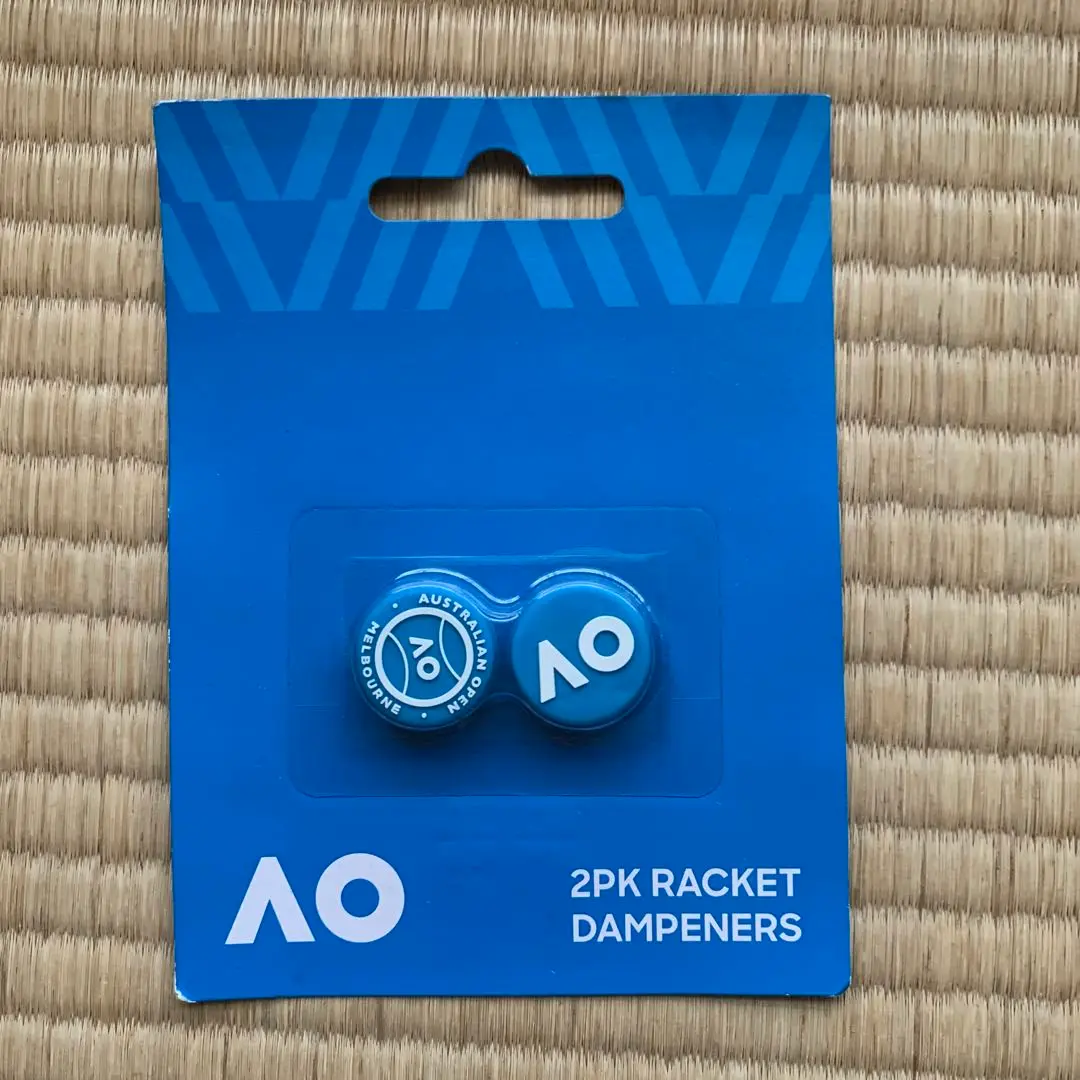 AUSTRALIAN OPEN
MELBOURNE
AO
AO
AO
2PK RACKET
DAMPENERS